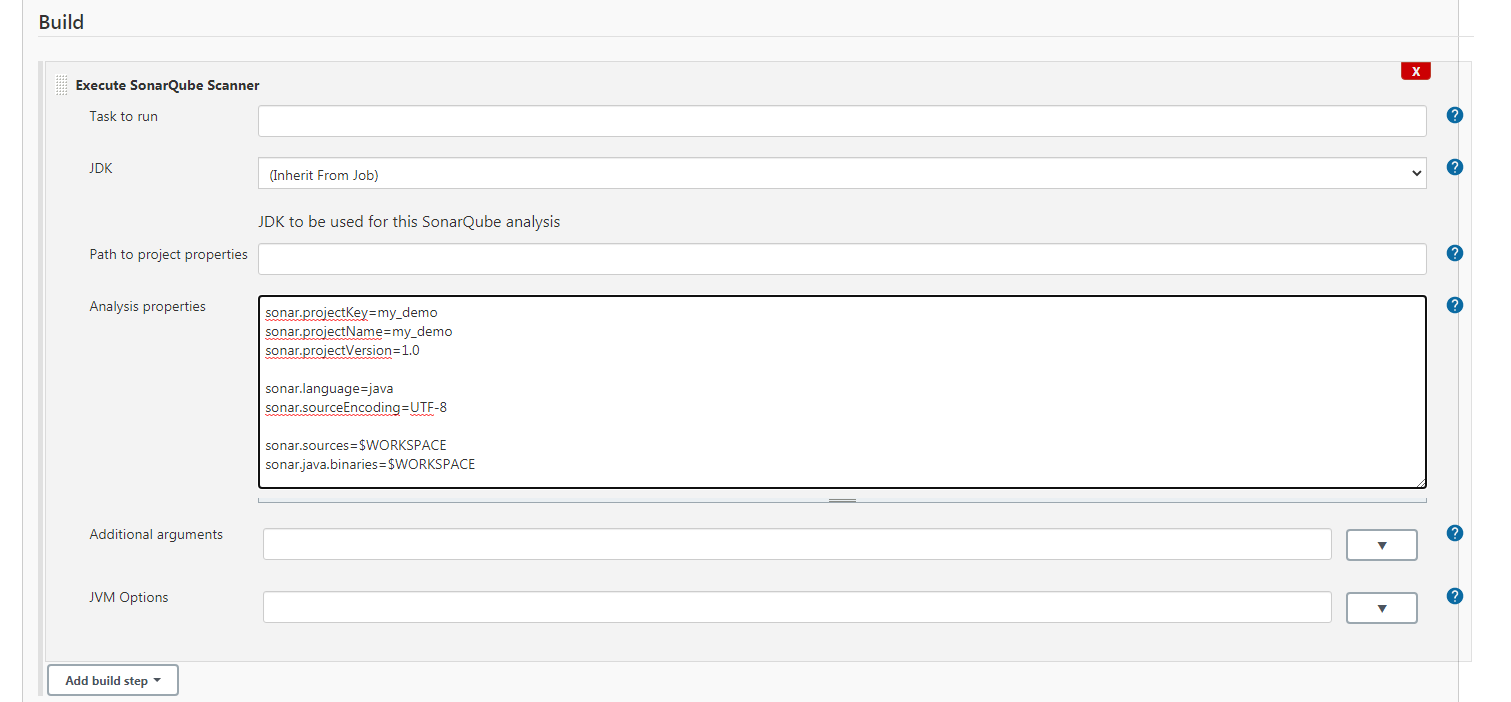 Build
Execute SonarQube Scanner
X
Task to run
?
JDK
(Inherit From Job)
?
JDK to be used for this SonarQube analysis
Path to project properties
?
Analysis properties
?
sonar.projectKey=my_demo
sonar.projectName=my_demo
sonar.projectVersion=1.0
sonar.language=java
sonar.sourceEncoding=UTF-8
sonar.sources=$WORKSPACE
sonar.java.binaries=$WORKSPACE
Additional arguments
?
JVM Options
?
Add build step